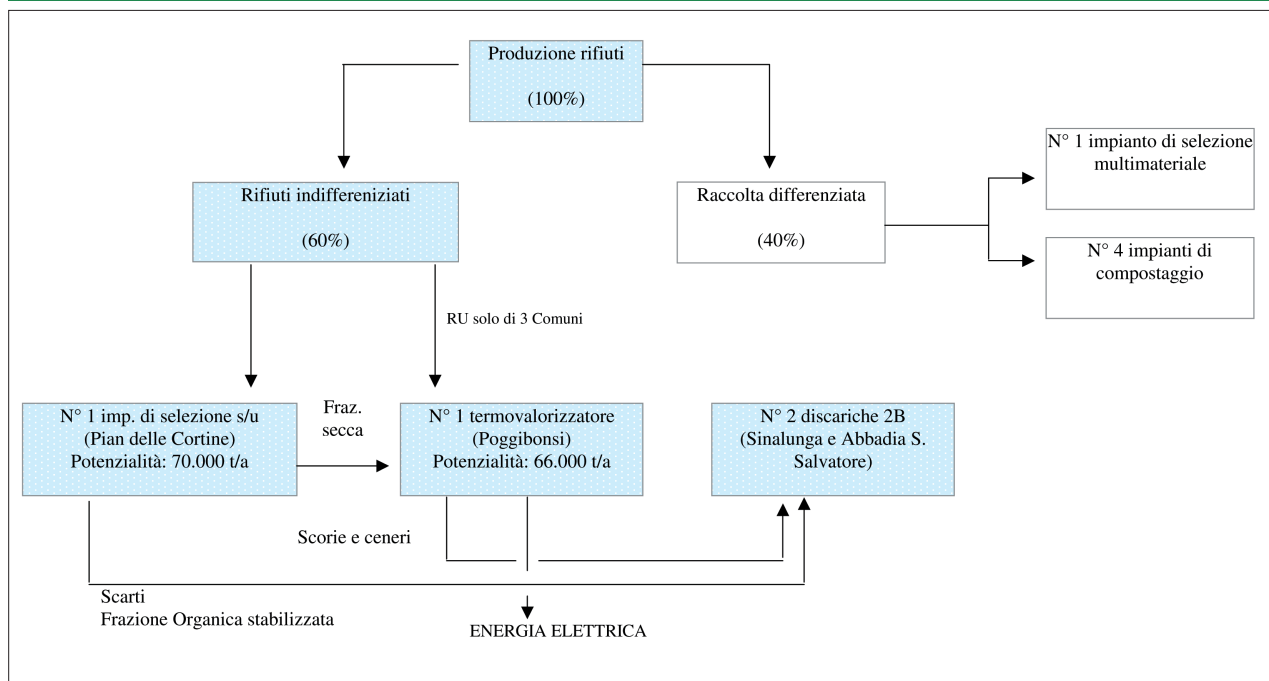 Produzione rifiuti
(100%)
Rifiuti indiffereniziati
(60%)
Raccolta differenziata
(40%)
N° 1 impianto di selezione
multimateriale
N° 4 impianti di
compostaggio
RU solo di 3 Comuni
N° 1 imp. di selezione s/u
(Pian delle Cortine)
Potenzialità: 70.000 t/a
Fraz.
secca
N° 1 termovalorizzatore
(Poggibonsi)
Potenzialità: 66.000 t/a
N° 2 discariche 2B
(Sinalunga e Abbadia S.
Salvatore)
Scorie e ceneri
Scarti
Frazione Organica stabilizzata
ENERGIA ELETTRICA